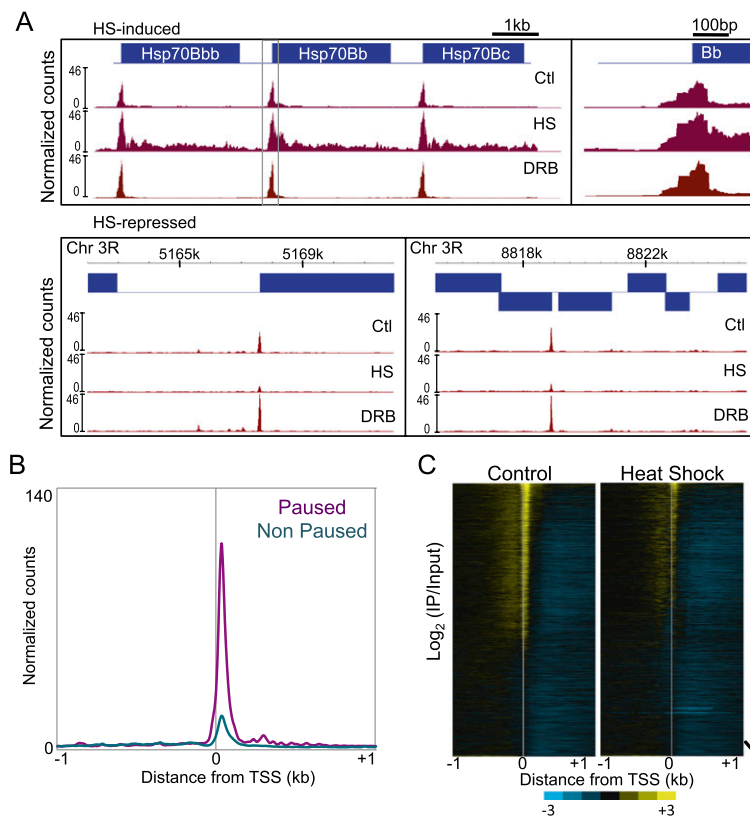 A
HS-induced
1kb
100bp
Hsp70Bbb
Hsp70Bb
Hsp70Bc
Bb
Normalized counts
46
0
Ctl
46
0
HS
46
0
DRB
HS-repressed
Chr 3R
5165k
5169k
Chr 3R
8818k
8822k
Normalized counts
46
0
Ctl
46
0
HS
46
0
DRB
46
0
Ctl
46
0
HS
46
0
DRB
B
140
Normalized counts
0
Paused
Non Paused
-1
0
+1
Distance from TSS (kb)
C
Control
Heat Shock
Log2 (IP/Input)
-1
0
+1
-1
0
+1
Distance from TSS (kb)
-3
+3